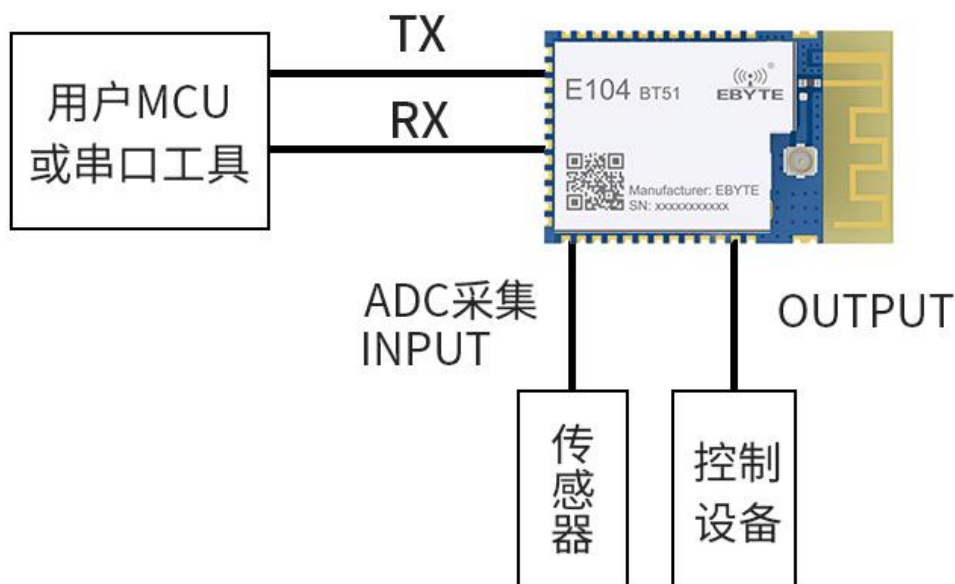 TX
用户MCU
或串口工具
RX
E104 BT51
®
EBYTE
Manufacturer: EBYTE
SN: xxxxxxxxxxx
ADC采集
INPUT
OUTPUT
传
感
器
控制
设备